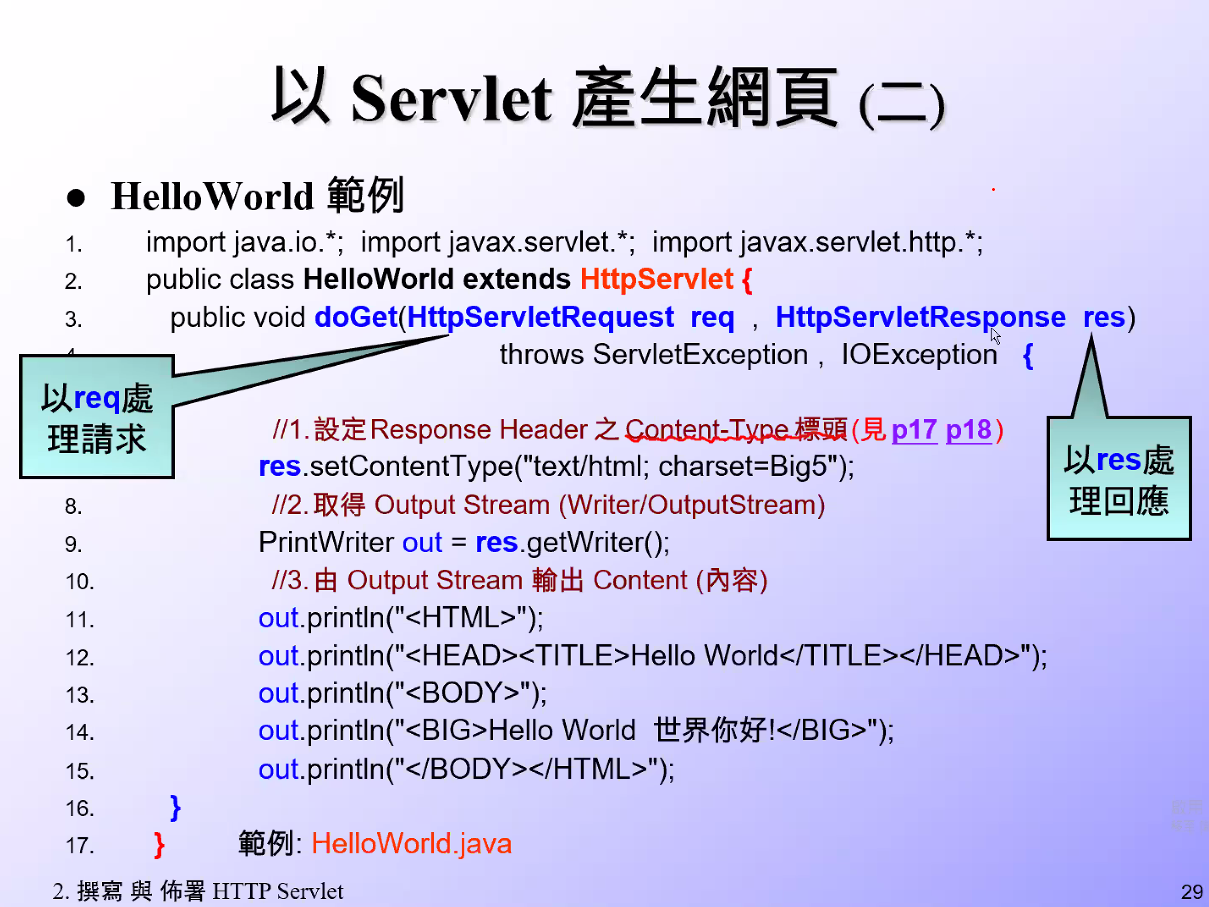 以 Servlet 產生網頁 (二)
● HelloWorld 範例
1. import java.io.*; import javax.servlet.*; import javax.servlet.http.*;
2. public class HelloWorld extends HttpServlet {
3. public void doGet(HttpServletRequest req , HttpServletResponse res)
throws ServletException , IOException {
以req處
理請求
//1.設定Response Header 之 Content-Type 標頭(見 p17 p18)
res.setContentType("text/html; charset=Big5");
以res處
理回應
8. //2.取得 Output Stream (Writer/OutputStream)
9. PrintWriter out = res.getWriter();
10. //3.由 Output Stream 輸出 Content (內容)
11. out.println("<HTML>");
12. out.println("<HEAD><TITLE>Hello World</TITLE></HEAD>");
13. out.println("<BODY>");
14. out.println("<BIG>Hello World 世界你好!</BIG>");
15. out.println("</BODY></HTML>");
16. }
17. } 範例: HelloWorld.java
2. 撰寫 與 佈署 HTTP Servlet
29